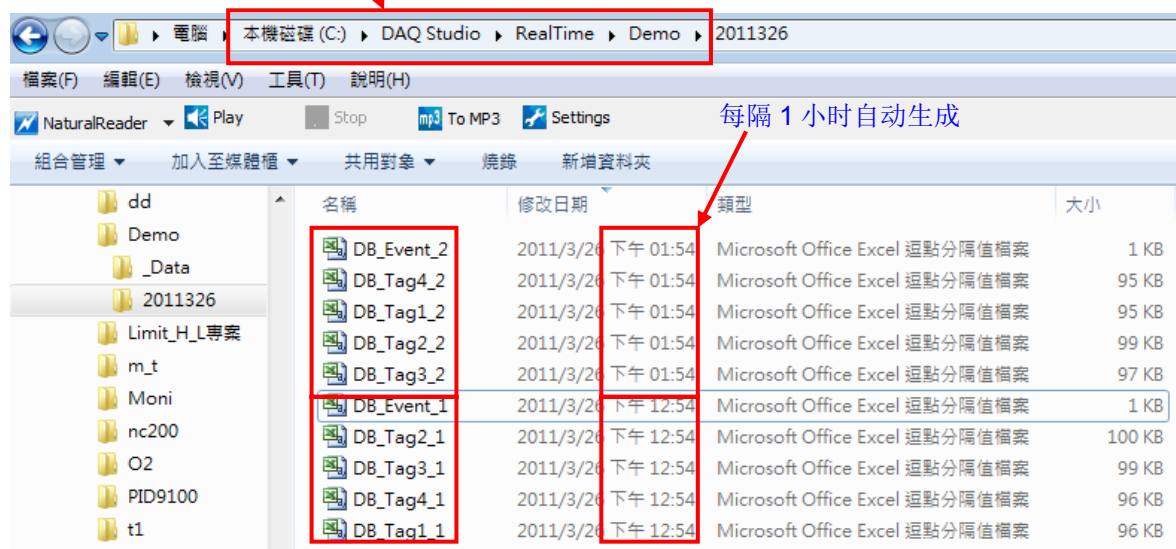 電腦 本機磁碟 (C:) DAQ Studio RealTime Demo 2011326
檔案(F) 編輯(E) 檢視(V) 工具(T) 說明(H)
NaturalReader Play Stop mp3 To MP3 Settings
每隔 1 小时自动生成
組合管理 加入至媒體櫃 共用對象 燒錄 新增資料夾
dd
Demo
_Data
2011326
Limit_H_L專案
m_t
Moni
nc200
O2
PID9100
t1
名稱 修改日期 類型 大小
DB_Event_2 2011/3/26 下午 01:54 Microsoft Office Excel 逗點分隔值檔案 1 KB
DB_Tag4_2 2011/3/26 下午 01:54 Microsoft Office Excel 逗點分隔值檔案 95 KB
DB_Tag1_2 2011/3/26 下午 01:54 Microsoft Office Excel 逗點分隔值檔案 95 KB
DB_Tag2_2 2011/3/26 下午 01:54 Microsoft Office Excel 逗點分隔值檔案 99 KB
DB_Tag3_2 2011/3/26 下午 01:54 Microsoft Office Excel 逗點分隔值檔案 97 KB
DB_Event_1 2011/3/26 下午 12:54 Microsoft Office Excel 逗點分隔值檔案 1 KB
DB_Tag2_1 2011/3/26 下午 12:54 Microsoft Office Excel 逗點分隔值檔案 100 KB
DB_Tag3_1 2011/3/26 下午 12:54 Microsoft Office Excel 逗點分隔值檔案 99 KB
DB_Tag4_1 2011/3/26 下午 12:54 Microsoft Office Excel 逗點分隔值檔案 96 KB
DB_Tag1_1 2011/3/26 下午 12:54 Microsoft Office Excel 逗點分隔值檔案 96 KB